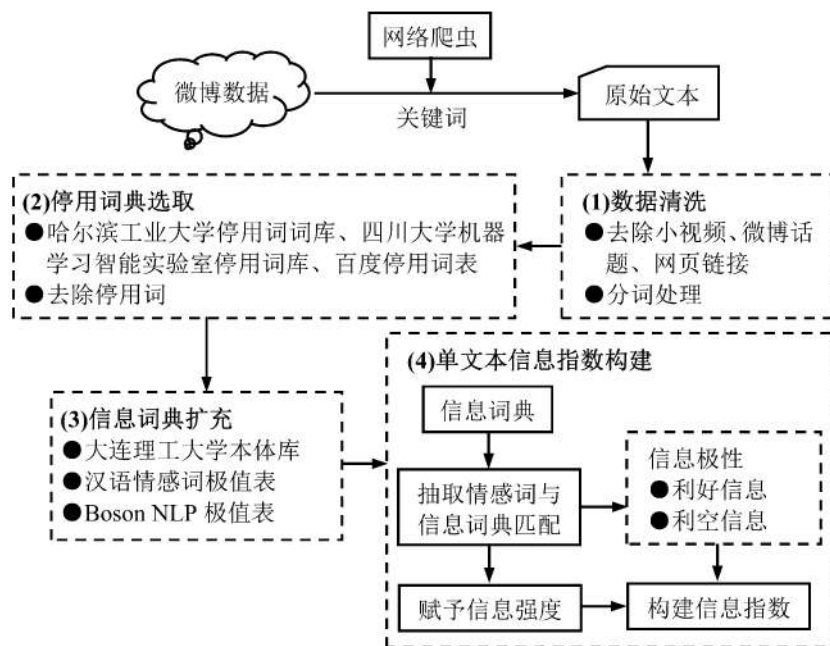 网络爬虫
微博数据
关键词
原始文本
(1)数据清洗
●去除小视频、微博话
题、网页链接
●分词处理
(2)停用词典选取
●哈尔滨工业大学停用词词库、四川大学机器
学习智能实验室停用词库、百度停用词表
●去除停用词
(3)信息词典扩充
●大连理工大学本体库
●汉语情感词极值表
●Boson NLP 极值表
(4)单文本信息指数构建
信息词典
抽取情感词与
信息词典匹配
信息极性
●利好信息
●利空信息
赋予信息强度
构建信息指数